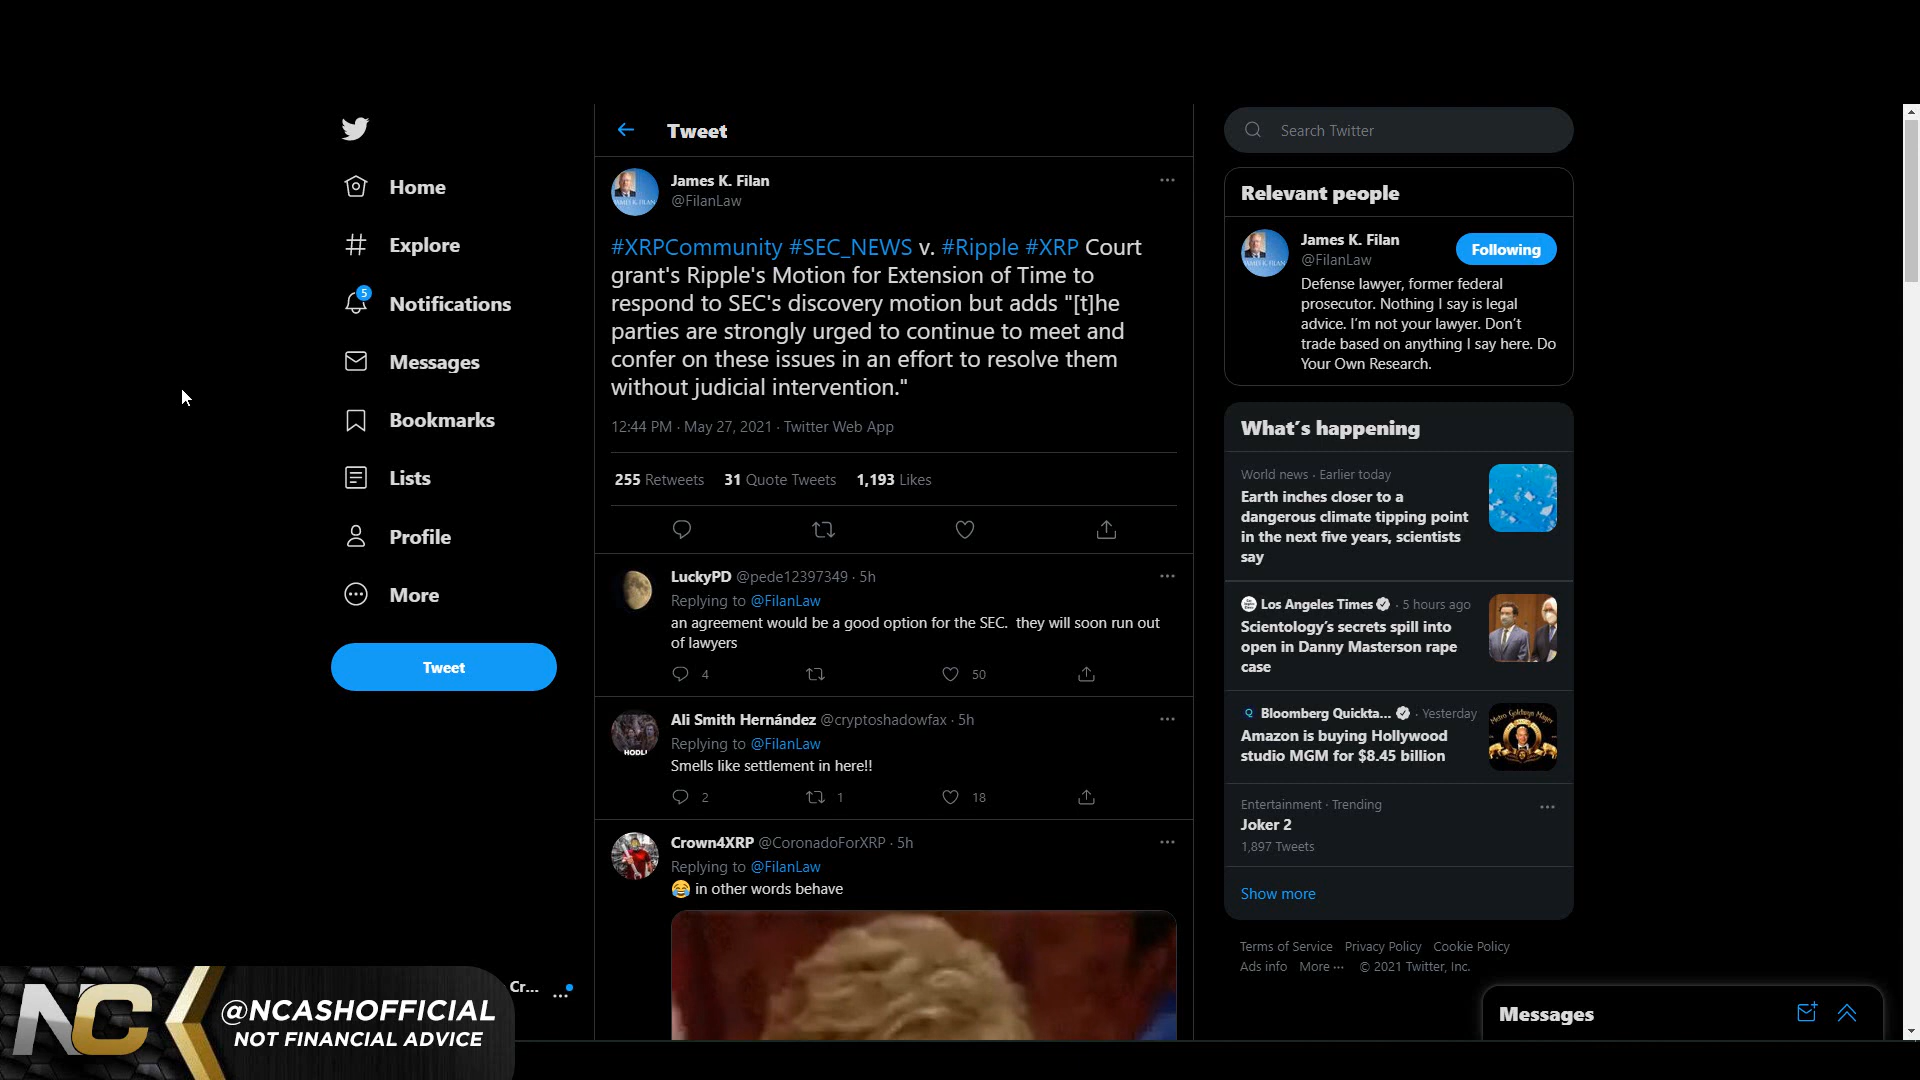 Home
Explore
5
Notifications
Messages
Bookmarks
Lists
Profile
More
Tweet
Tweet
James K. Filan
@FilanLaw
#XRPCommunity #SEC_NEWS v. #Ripple #XRP Court
grant's Ripple's Motion for Extension of Time to
respond to SEC's discovery motion but adds "[t]he
parties are strongly urged to continue to meet and
confer on these issues in an effort to resolve them
without judicial intervention."
12:44 PM · May 27, 2021 · Twitter Web App
255 Retweets 31 Quote Tweets 1,193 Likes
LuckyPD @pede12397349 · 5h
Replying to @FilanLaw
an agreement would be a good option for the SEC. they will soon run out
of lawyers
4 50
HODL!
Ali Smith Hernández @cryptoshadowfax · 5h
Replying to @FilanLaw
Smells like settlement in here!!
2 1 18
Crown4XRP @CoronadoForXRP · 5h
Replying to @FilanLaw
😂 in other words behave
Search Twitter
Relevant people
James K. Filan
@FilanLaw
Following
Defense lawyer, former federal
prosecutor. Nothing I say is legal
advice. I'm not your lawyer. Don't
trade based on anything I say here. Do
Your Own Research.
What's happening
World news · Earlier today
Earth inches closer to a
dangerous climate tipping point
in the next five years, scientists
say
Los Angeles Times · 5 hours ago
Scientology's secrets spill into
open in Danny Masterson rape
case
Bloomberg Quickta... · Yesterday
Amazon is buying Hollywood
studio MGM for $8.45 billion
Metro Goldwyn Mayer
Entertainment · Trending
Joker 2
1,897 Tweets
Show more
Terms of Service Privacy Policy Cookie Policy
Ads info More ··· © 2021 Twitter, Inc.
Messages
Cr...
NC
@NCASHOFFICIAL
NOT FINANCIAL ADVICE